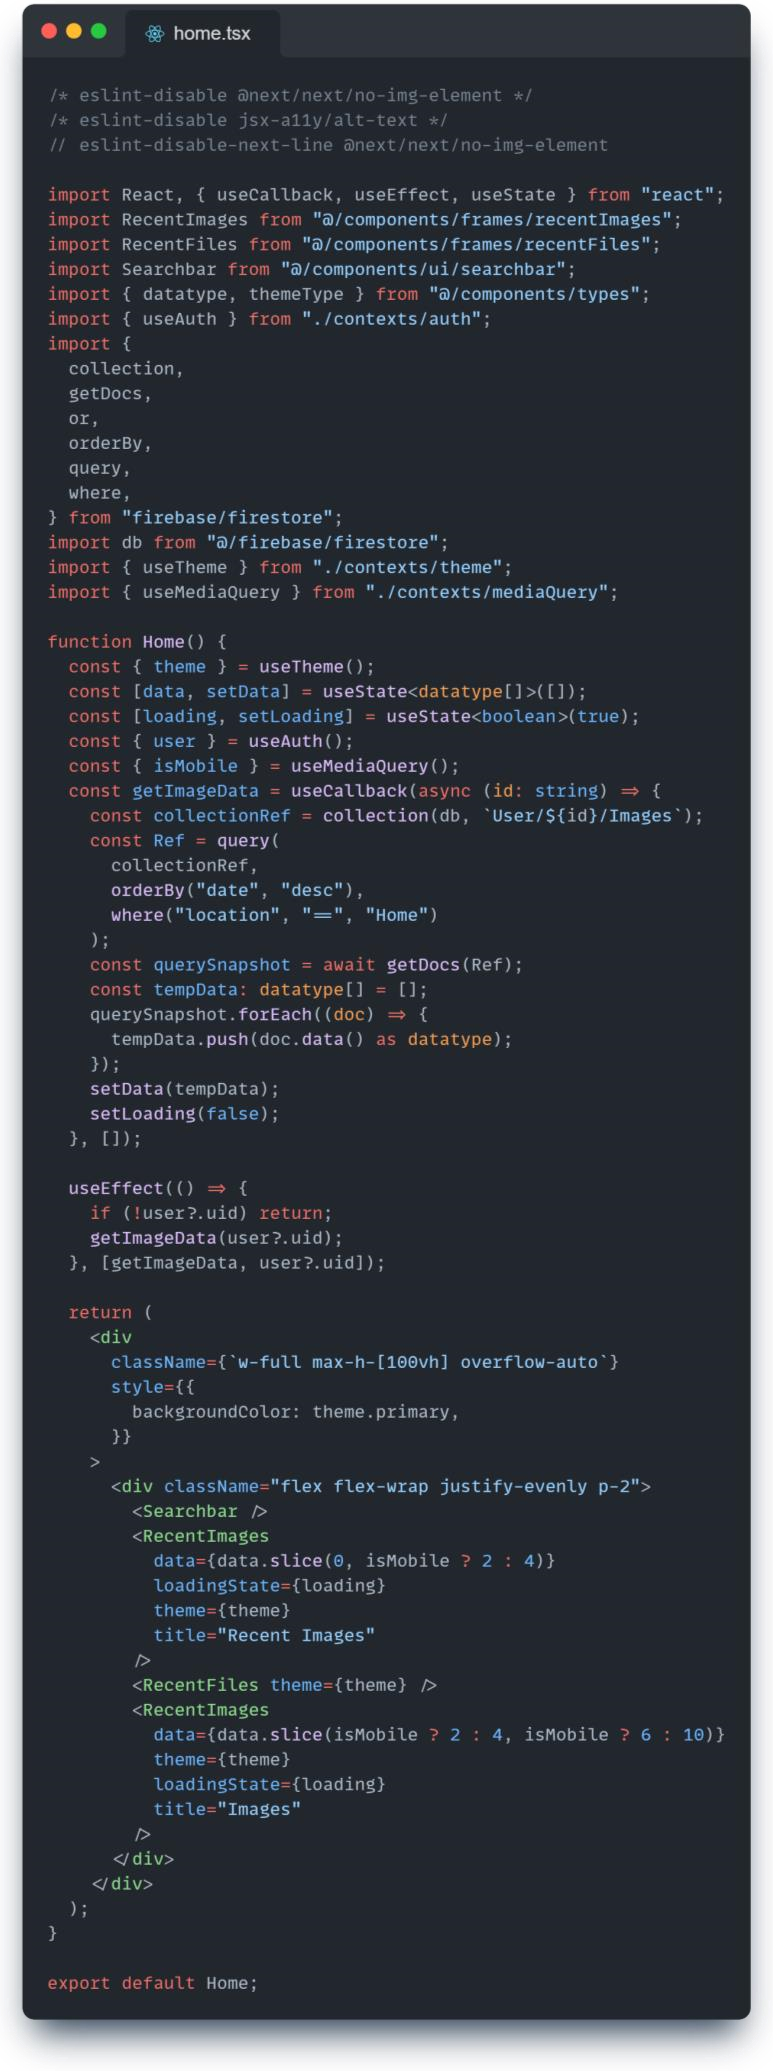 home.tsx
/* eslint-disable @next/next/no-img-element */
/* eslint-disable jsx-a11y/alt-text */
// eslint-disable-next-line @next/next/no-img-element

import React, { useCallback, useEffect, useState } from "react";
import RecentImages from "@/components/frames/recentImages";
import RecentFiles from "@/components/frames/recentFiles";
import Searchbar from "@/components/ui/searchbar";
import { datatype, themeType } from "@/components/types";
import { useAuth } from "./contexts/auth";
import {
  collection,
  getDocs,
  or,
  orderBy,
  query,
  where,
} from "firebase/firestore";
import db from "@/firebase/firestore";
import { useTheme } from "./contexts/theme";
import { useMediaQuery } from "./contexts/mediaQuery";

function Home() {
  const { theme } = useTheme();
  const [data, setData] = useState<datatype[]>([]);
  const [loading, setLoading] = useState<boolean>(true);
  const { user } = useAuth();
  const { isMobile } = useMediaQuery();
  const getImageData = useCallback(async (id: string) => {
    const collectionRef = collection(db, `User/${id}/Images`);
    const Ref = query(
      collectionRef,
      orderBy("date", "desc"),
      where("location", "==", "Home")
    );
    const querySnapshot = await getDocs(Ref);
    const tempData: datatype[] = [];
    querySnapshot.forEach((doc) => {
      tempData.push(doc.data() as datatype);
    });
    setData(tempData);
    setLoading(false);
  }, []);

  useEffect(() => {
    if (!user?.uid) return;
    getImageData(user?.uid);
  }, [getImageData, user?.uid]);

  return (
    <div
      className={`w-full max-h-[100vh] overflow-auto`}
      style={{
        backgroundColor: theme.primary,
      }}
    >
      <div className="flex flex-wrap justify-evenly p-2">
        <Searchbar />
        <RecentImages
          data={data.slice(0, isMobile ? 2 : 4)}
          loadingState={loading}
          theme={theme}
          title="Recent Images"
        />
        <RecentFiles theme={theme} />
        <RecentImages
          data={data.slice(isMobile ? 2 : 4, isMobile ? 6 : 10)}
          theme={theme}
          loadingState={loading}
          title="Images"
        />
      </div>
    </div>
  );
}

export default Home;